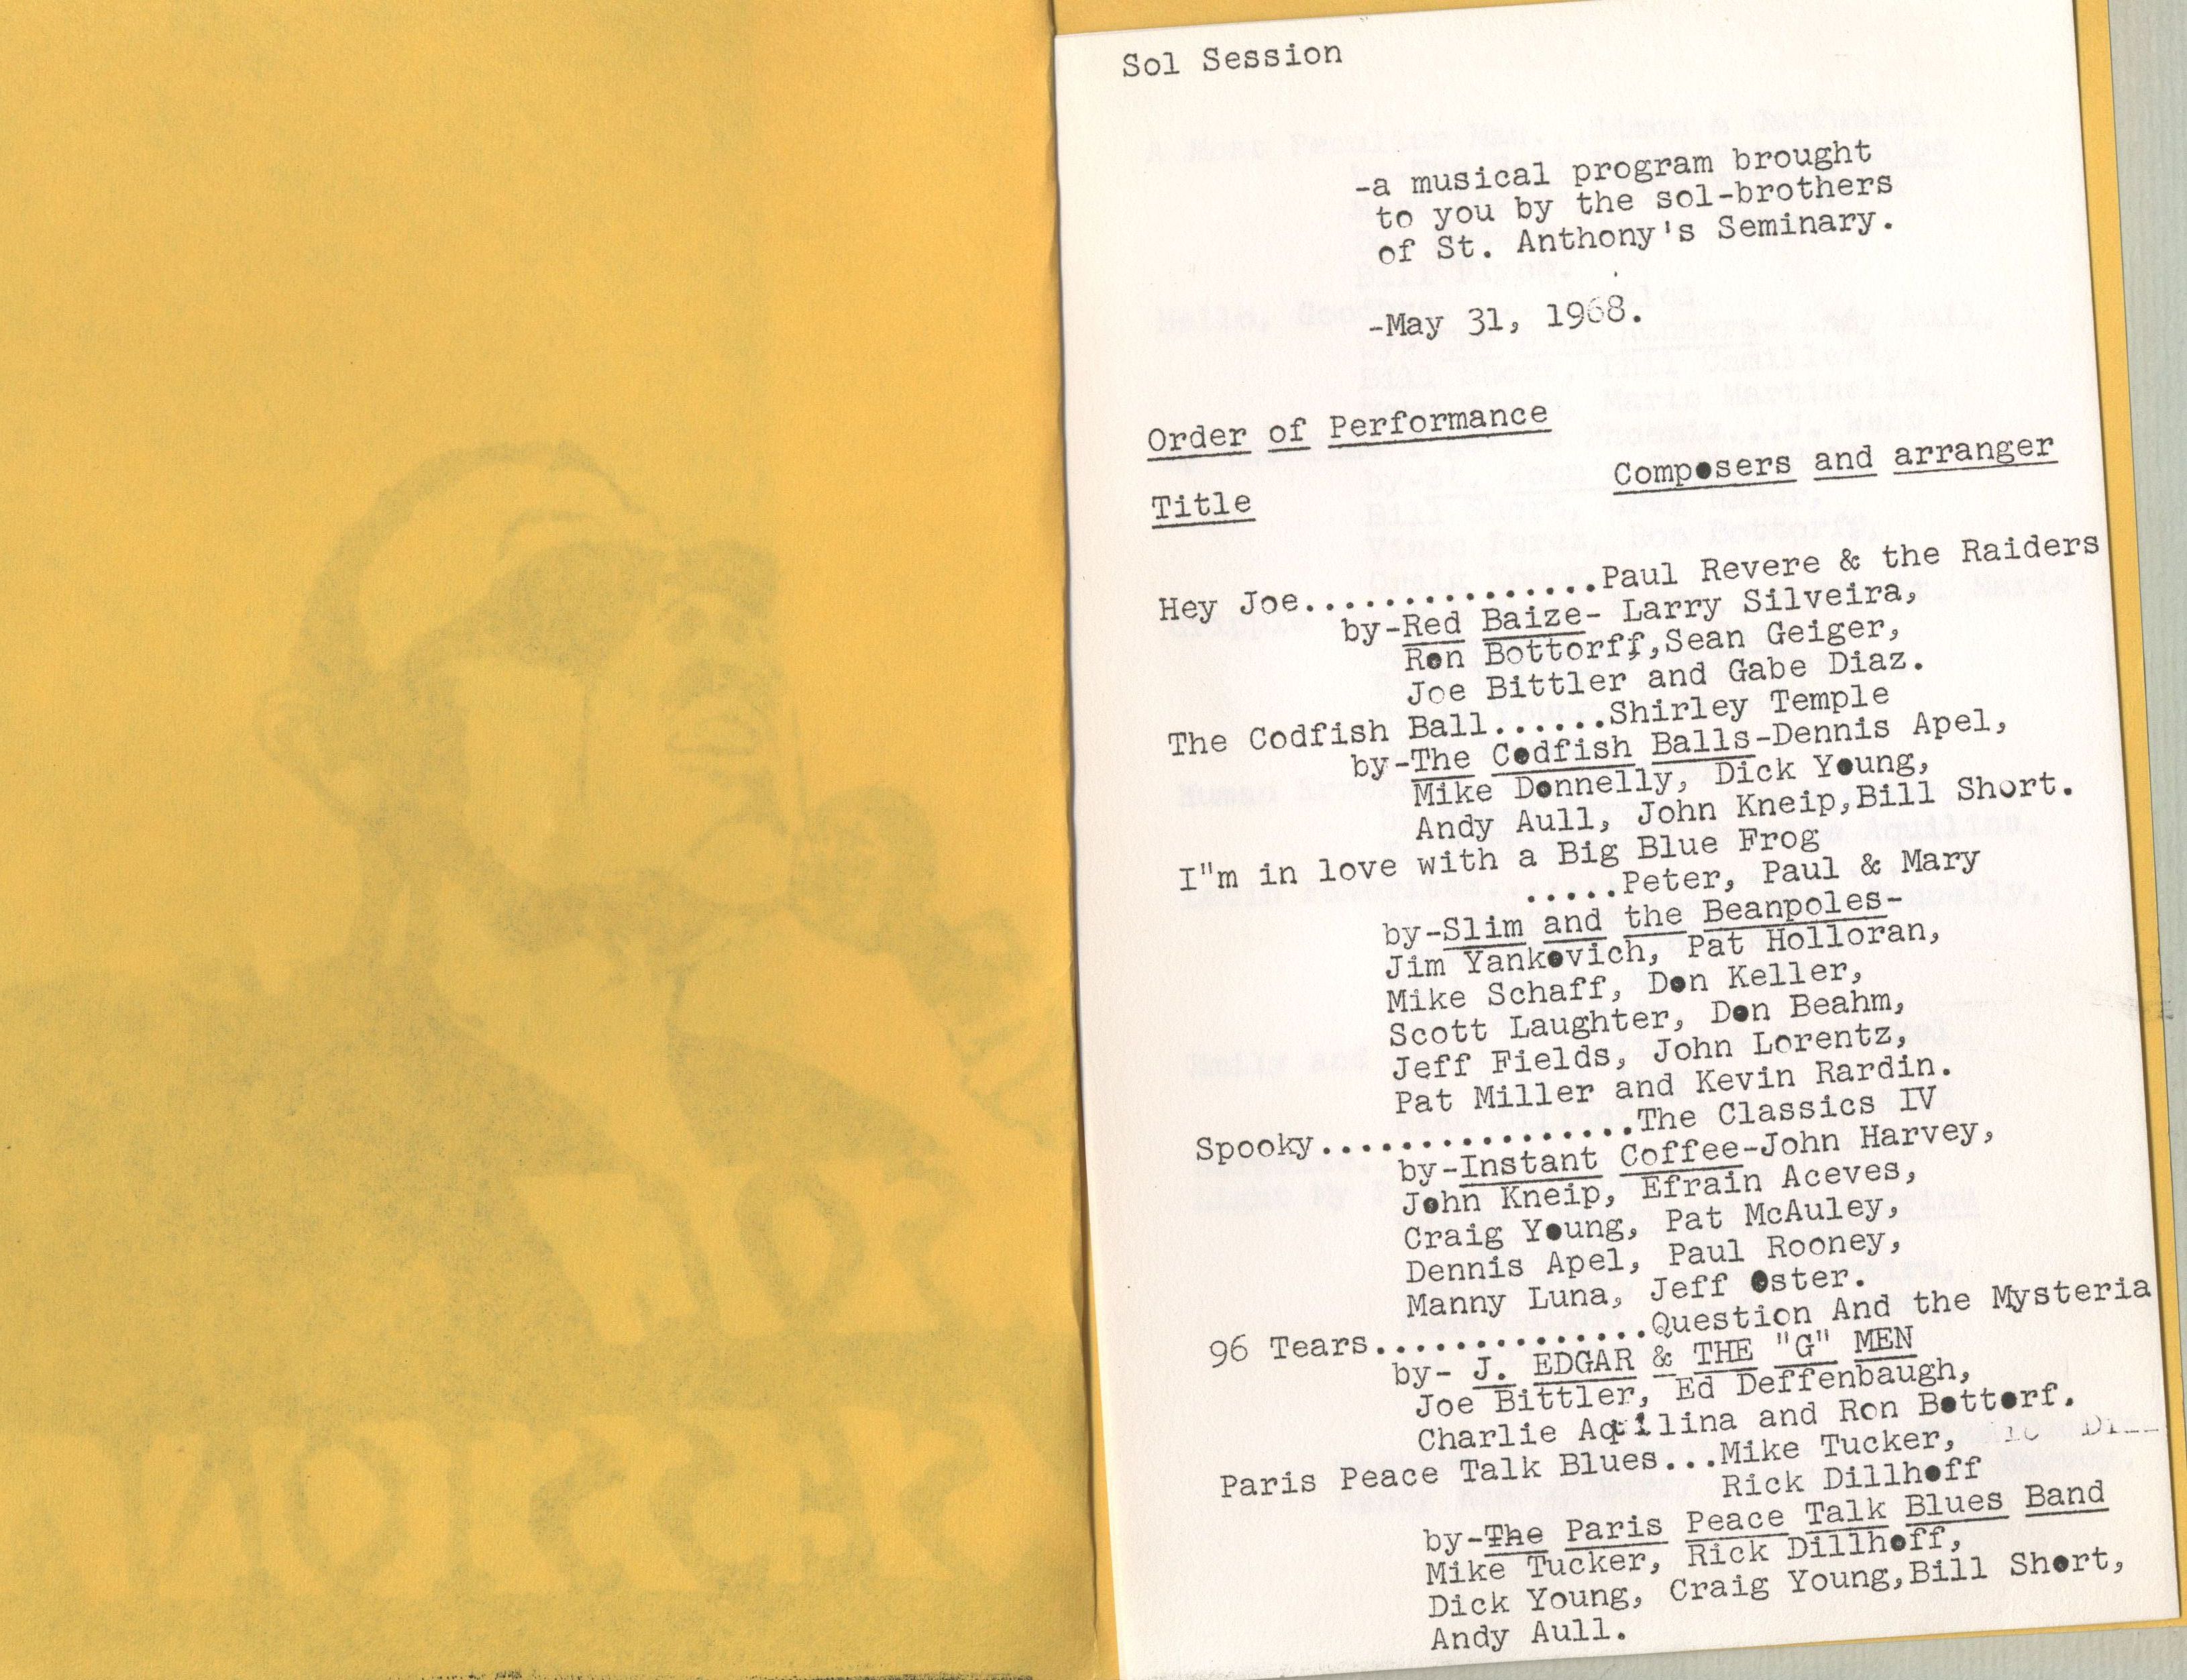 SOL
SESSION
Sol Session
-a musical program brought
to you by the sol-brothers
of St. Anthony's Seminary.
-May 31, 1968.
Order of Performance
Composers and arranger
Title
Hey Joe...............Paul Revere & the Raiders
by-Red Baize- Larry Silveira,
Ron Bottorff,Sean Geiger,
Joe Bittler and Gabe Diaz.
The Codfish Ball......Shirley Temple
by-The Codfish Balls-Dennis Apel,
Mike Donnelly, Dick Young,
Andy Aull, John Kneip,Bill Short.
I"m in love with a Big Blue Frog
.....Peter, Paul & Mary
by-Slim and the Beanpoles-
Jim Yankovich, Pat Holloran,
Mike Schaff, Don Keller,
Scott Laughter, Don Beahm,
Jeff Fields, John Lorentz,
Pat Miller and Kevin Rardin.
Spooky................The Classics IV
by-Instant Coffee-John Harvey,
John Kneip, Efrain Aceves,
Craig Young, Pat McAuley,
Dennis Apel, Paul Rooney,
Manny Luna, Jeff Oster.
96 Tears..............Question And the Mysteria
by- J. EDGAR & THE "G" MEN
Joe Bittler, Ed Deffenbaugh,
Charlie Aquilina and Ron Bottorf.
Paris Peace Talk Blues...Mike Tucker,
Rick Dillhoff
by-The Paris Peace Talk Blues Band
Mike Tucker, Rick Dillhoff,
Dick Young, Craig Young,Bill Short,
Andy Aull.